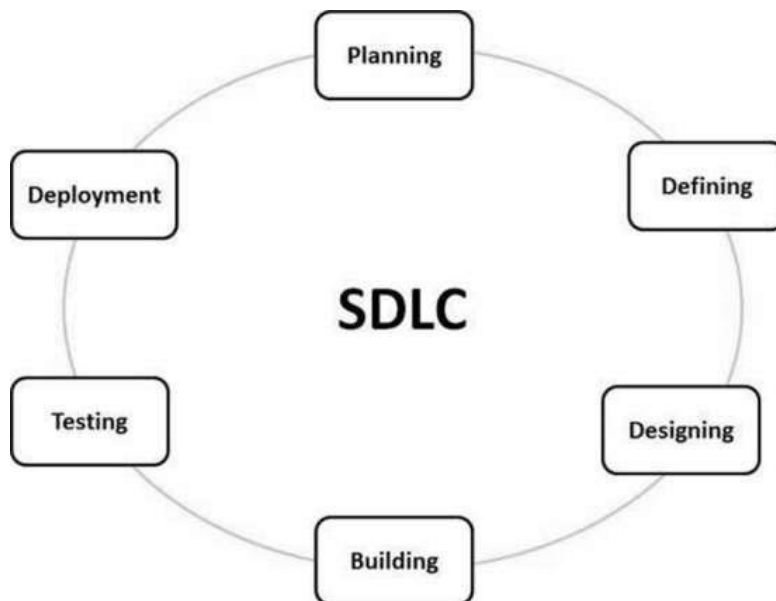 Planning
Defining
Designing
Building
Testing
Deployment
SDLC